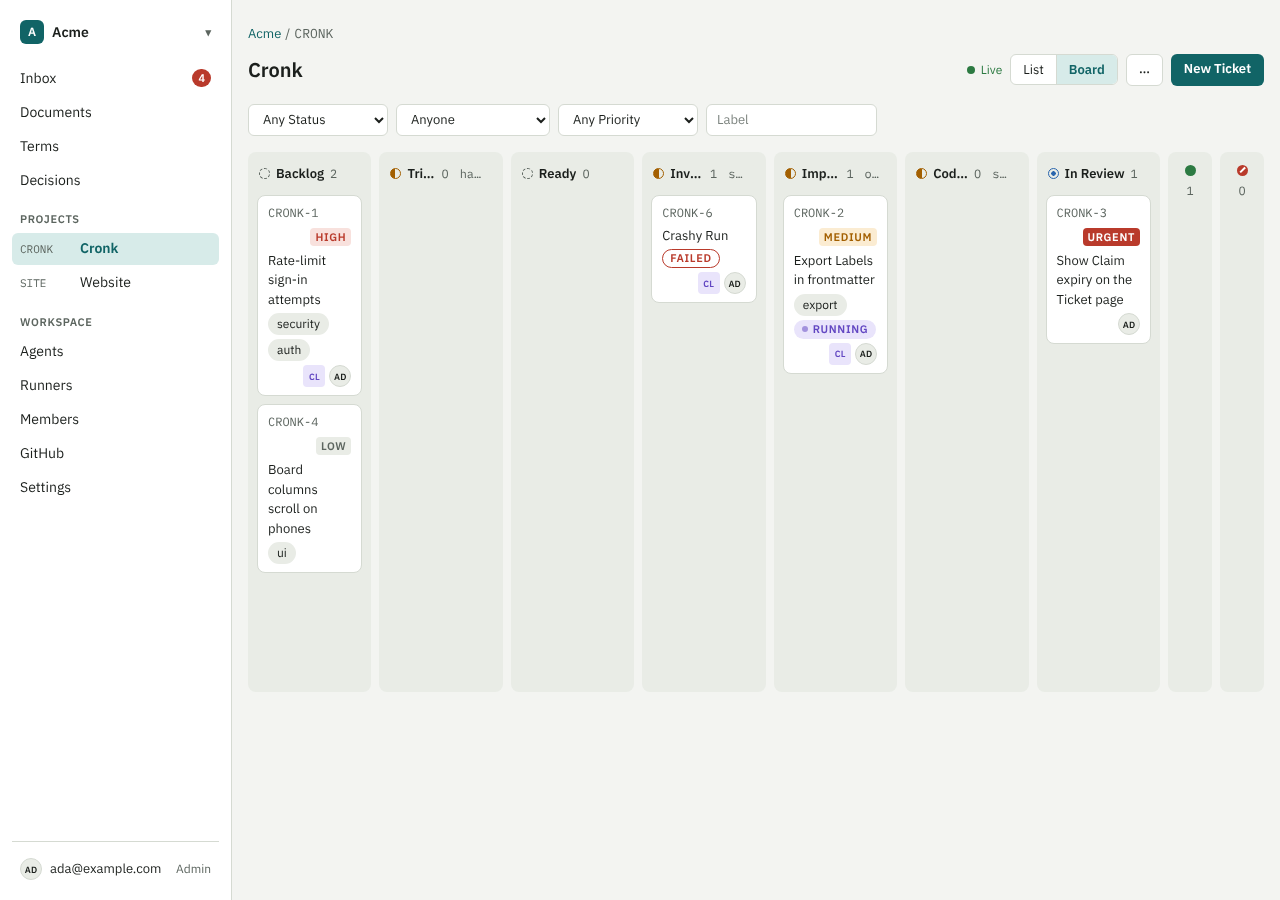 A Acme
Inbox 4
Documents
Terms
Decisions
PROJECTS
CRONK Cronk
SITE Website
WORKSPACE
Agents
Runners
Members
GitHub
Settings
AD ada@example.com Admin
Acme / CRONK
Cronk
Live List Board ... New Ticket
Any Status Anyone Any Priority Label
Backlog 2
CRONK-1
HIGH
Rate-limit
sign-in
attempts
security
auth
CL AD
CRONK-4
LOW
Board
columns
scroll on
phones
ui
Tri... 0 ha...
Ready 0
Inv... 1 s...
CRONK-6
Crashy Run
FAILED
CL AD
Imp... 1 o...
CRONK-2
MEDIUM
Export Labels
in frontmatter
export
RUNNING
CL AD
Cod... 0 s...
In Review 1
CRONK-3
URGENT
Show Claim
expiry on the
Ticket page
AD
1
0